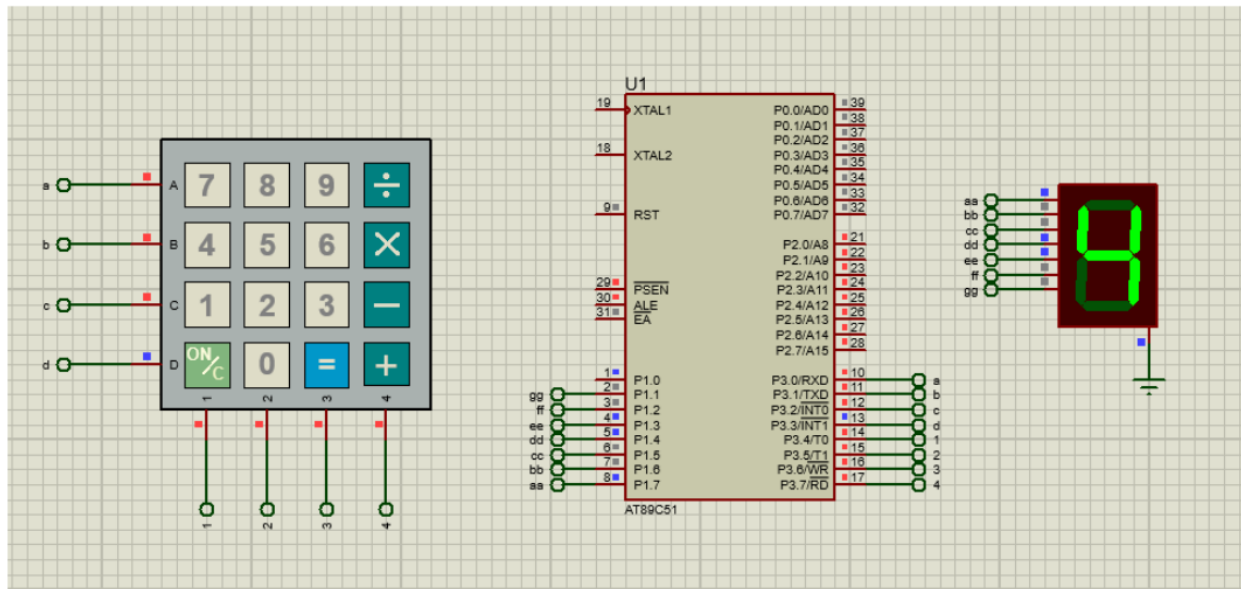 a
b
c
d
A
B
C
D
7 8 9 ÷
4 5 6 ×
1 2 3 −
ON/C 0 = +
1 2 3 4
1 2 3 4
U1
19 XTAL1
18 XTAL2
9 RST
29 PSEN
30 ALE
31 EA
1 P1.0
gg 2 P1.1
ff 3 P1.2
ee 4 P1.3
dd 5 P1.4
cc 6 P1.5
bb 7 P1.6
aa 8 P1.7
P0.0/AD0 39
P0.1/AD1 38
P0.2/AD2 37
P0.3/AD3 36
P0.4/AD4 35
P0.5/AD5 34
P0.6/AD6 33
P0.7/AD7 32
P2.0/A8 21
P2.1/A9 22
P2.2/A10 23
P2.3/A11 24
P2.4/A12 25
P2.5/A13 26
P2.6/A14 27
P2.7/A15 28
P3.0/RXD 10 a
P3.1/TXD 11 b
P3.2/INT0 12 c
P3.3/INT1 13 d
P3.4/T0 14 1
P3.5/T1 15 2
P3.6/WR 16 3
P3.7/RD 17 4
AT89C51
aa
bb
cc
dd
ee
ff
gg
4